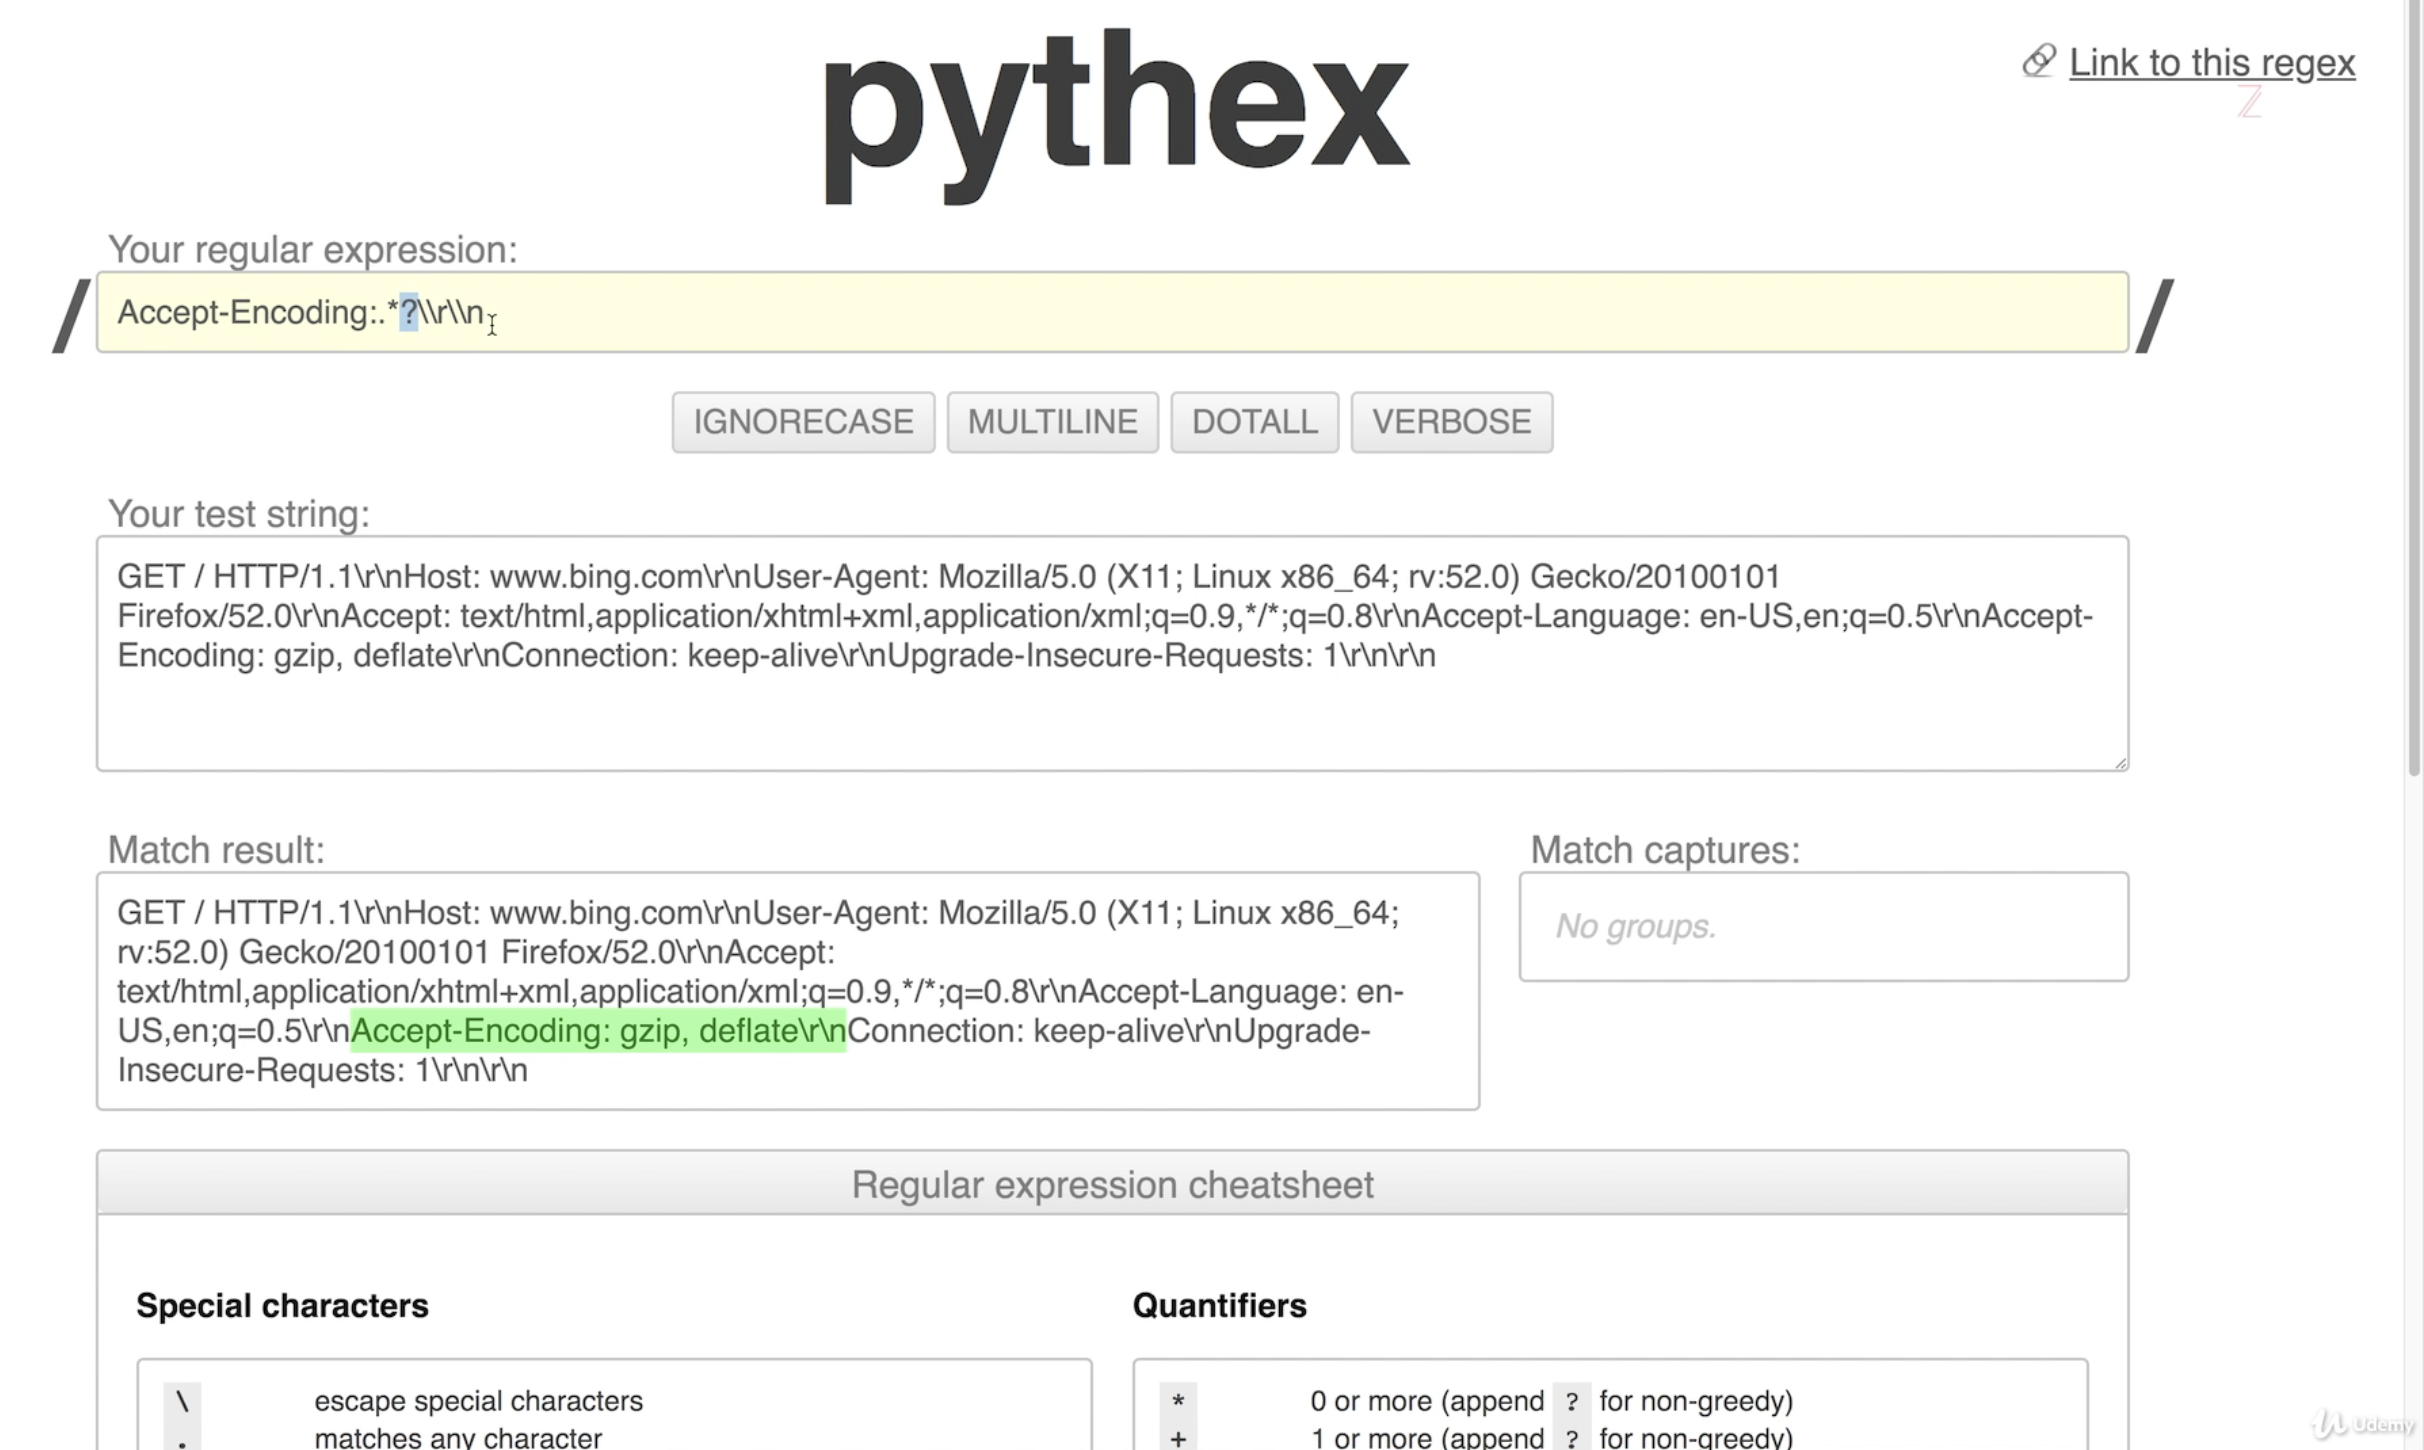 pythex
Link to this regex
Z
Your regular expression:
/ Accept-Encoding:.*?\\r\\n /
IGNORECASE MULTILINE DOTALL VERBOSE
Your test string:
GET / HTTP/1.1\r\nHost: www.bing.com\r\nUser-Agent: Mozilla/5.0 (X11; Linux x86_64; rv:52.0) Gecko/20100101
Firefox/52.0\r\nAccept: text/html,application/xhtml+xml,application/xml;q=0.9,*/*;q=0.8\r\nAccept-Language: en-US,en;q=0.5\r\nAccept-
Encoding: gzip, deflate\r\nConnection: keep-alive\r\nUpgrade-Insecure-Requests: 1\r\n\r\n
Match result:
GET / HTTP/1.1\r\nHost: www.bing.com\r\nUser-Agent: Mozilla/5.0 (X11; Linux x86_64;
rv:52.0) Gecko/20100101 Firefox/52.0\r\nAccept:
text/html,application/xhtml+xml,application/xml;q=0.9,*/*;q=0.8\r\nAccept-Language: en-
US,en;q=0.5\r\nAccept-Encoding: gzip, deflate\r\nConnection: keep-alive\r\nUpgrade-
Insecure-Requests: 1\r\n\r\n
Match captures:
No groups.
Regular expression cheatsheet
Special characters
\ escape special characters
. matches any character
Quantifiers
* 0 or more (append ? for non-greedy)
+ 1 or more (append ? for non-greedy)
Udemy